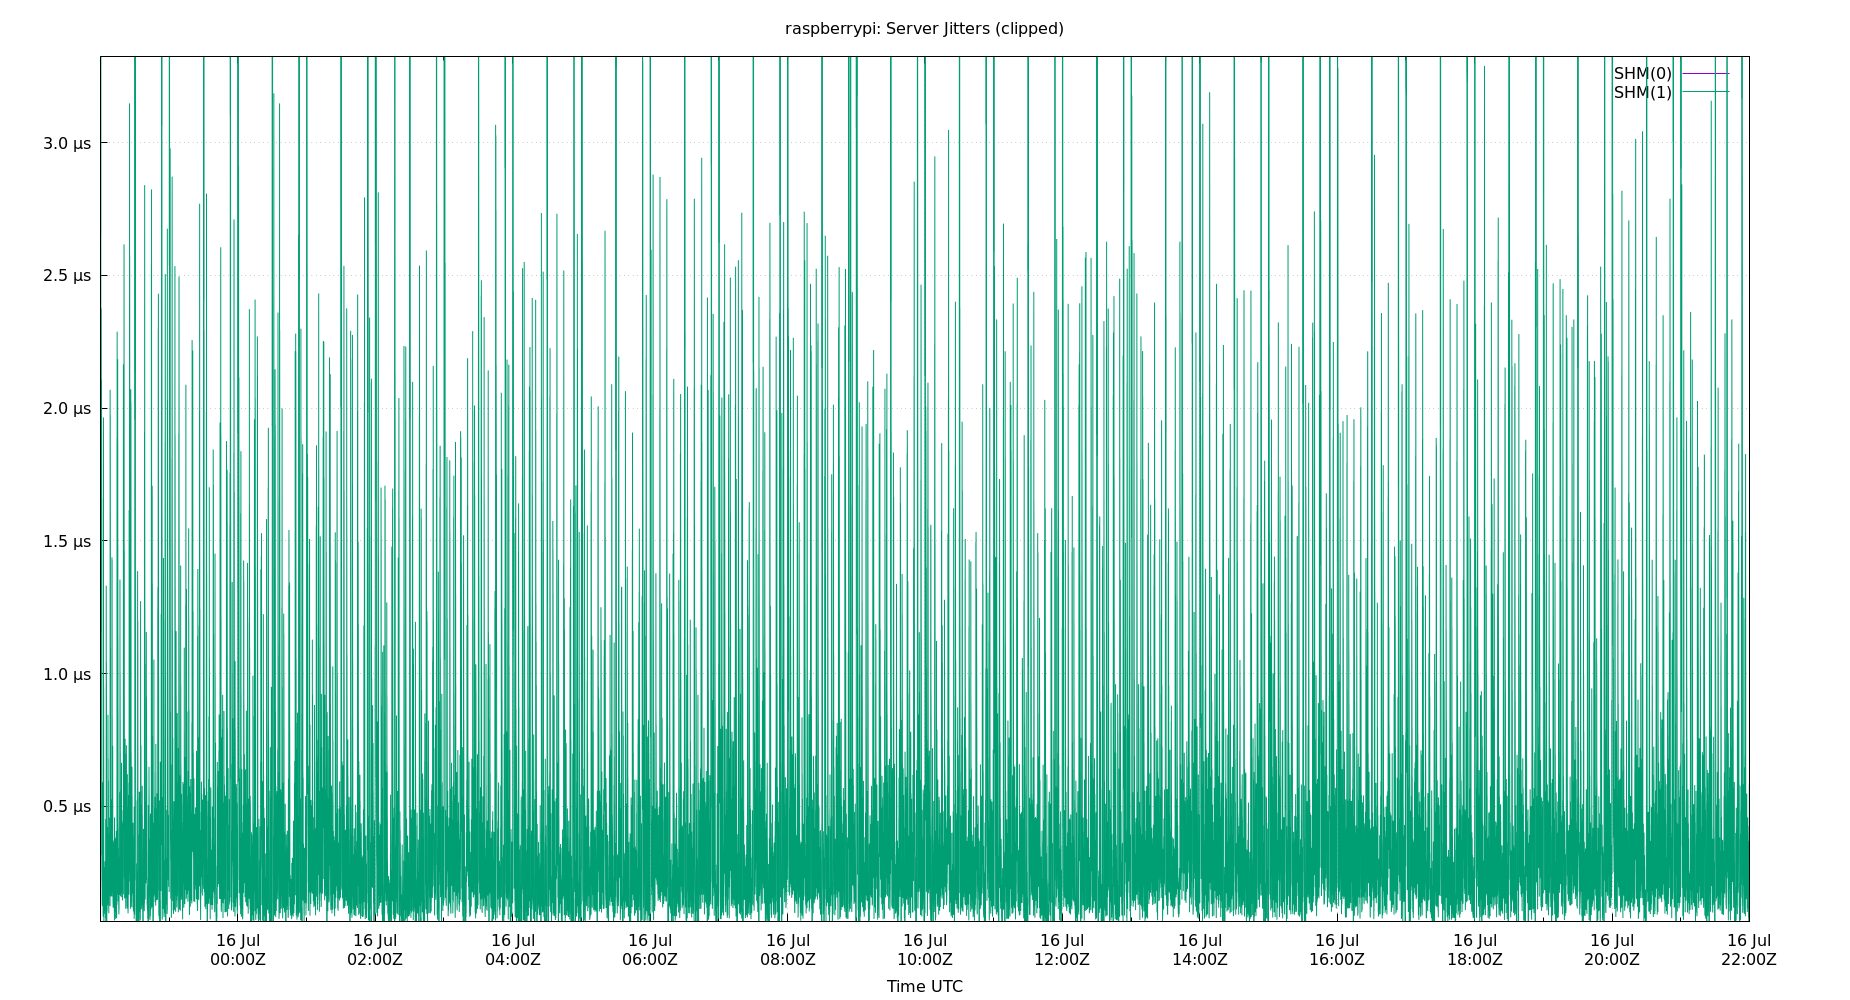 raspberrypi: Server Jitters (clipped)
SHM(0)
SHM(1)
3.0 µs
2.5 µs
2.0 µs
1.5 µs
1.0 µs
0.5 µs
16 Jul 16 Jul 16 Jul 16 Jul 16 Jul 16 Jul 16 Jul 16 Jul 16 Jul 16 Jul 16 Jul 16 Jul
00:00Z 02:00Z 04:00Z 06:00Z 08:00Z 10:00Z 12:00Z 14:00Z 16:00Z 18:00Z 20:00Z 22:00Z
Time UTC